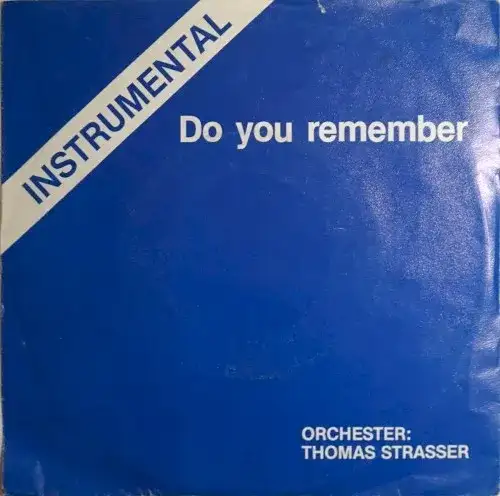 INSTRUMENTAL
Do you remember
ORCHESTER:
THOMAS STRASSER